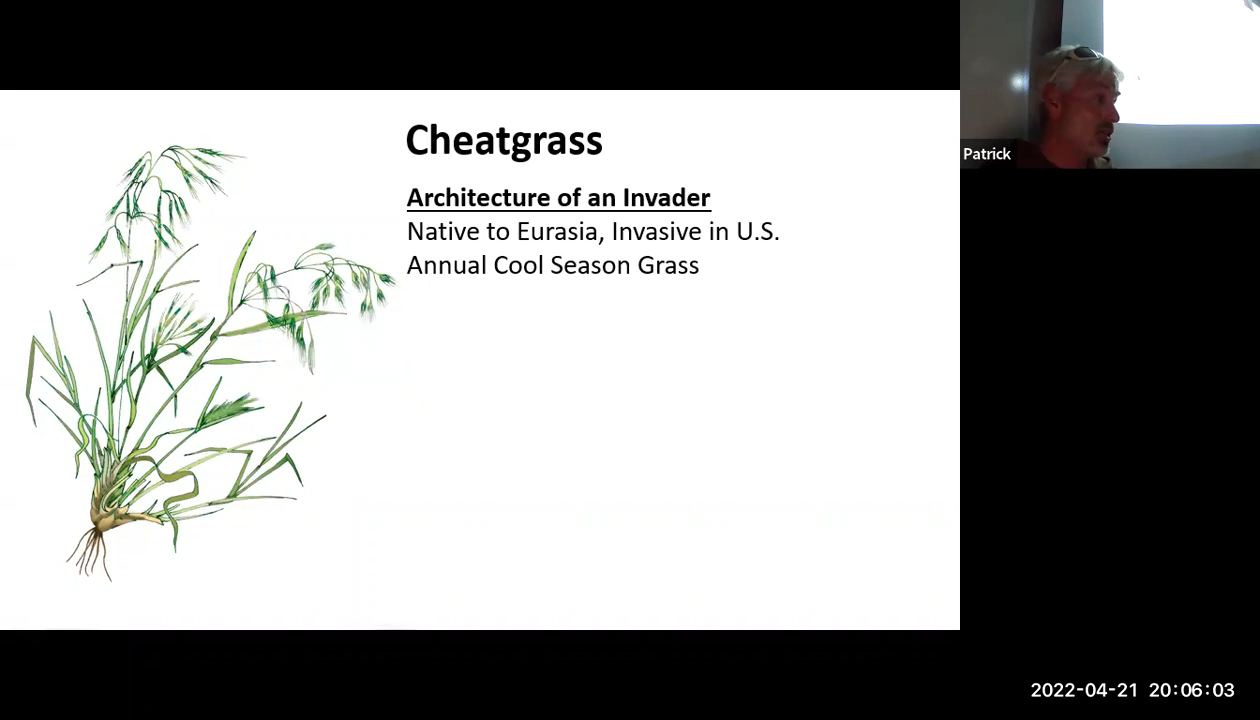 Cheatgrass
Architecture of an Invader
Native to Eurasia, Invasive in U.S.
Annual Cool Season Grass
Patrick
2022-04-21 20:06:03